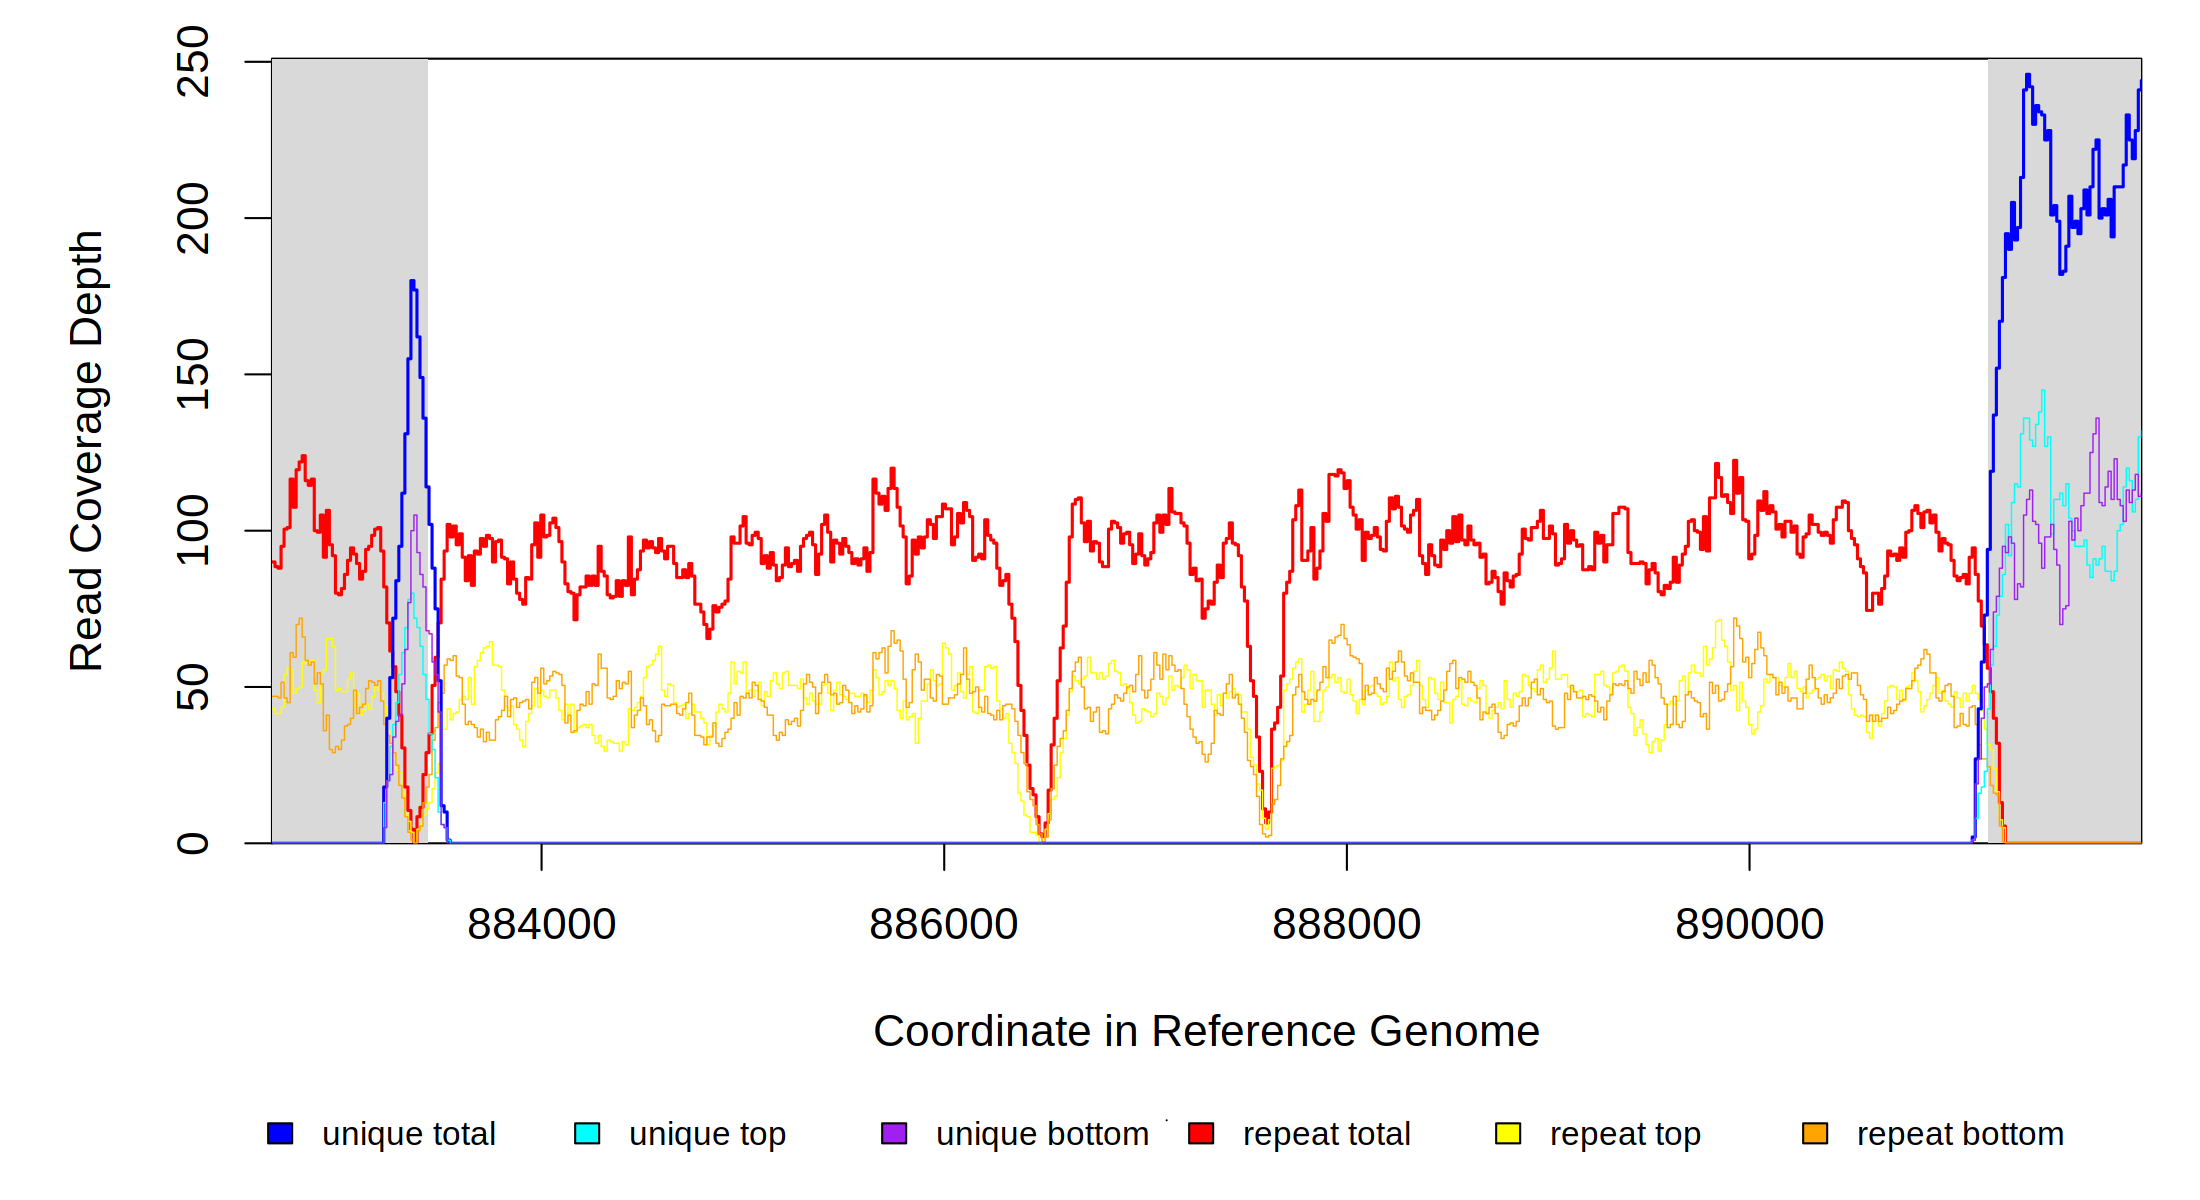 250
200
150
100
50
0
Read Coverage Depth
884000 886000 888000 890000
Coordinate in Reference Genome
unique total unique top unique bottom repeat total repeat top repeat bottom